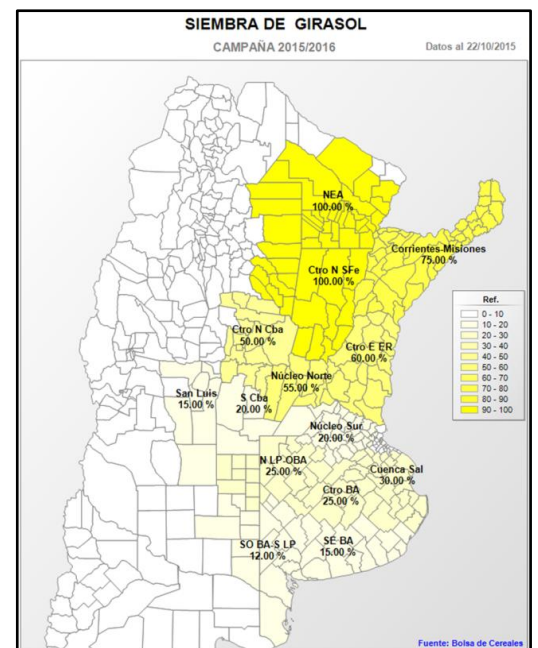 SIEMBRA DE GIRASOL
CAMPAÑA 2015/2016
Datos al 22/10/2015
NEA
100.00 %
Corrientes-Misiones
75.00 %
Ctro N SFe
100.00 %
Ref.
0 - 10
10 - 20
20 - 30
30 - 40
40 - 50
50 - 60
60 - 70
70 - 80
80 - 90
90 - 100
Ctro N Cba
50.00 %
Ctro E ER
60.00 %
Núcleo Norte
55.00 %
San Luis
15.00 %
S Cba
20.00 %
Núcleo Sur
20.00 %
N LP-OBA
25.00 %
Cuenca Sal
30.00 %
Ctro BA
25.00 %
SO BA-S LP
12.00 %
SE BA
15.00 %
Fuente: Bolsa de Cereales